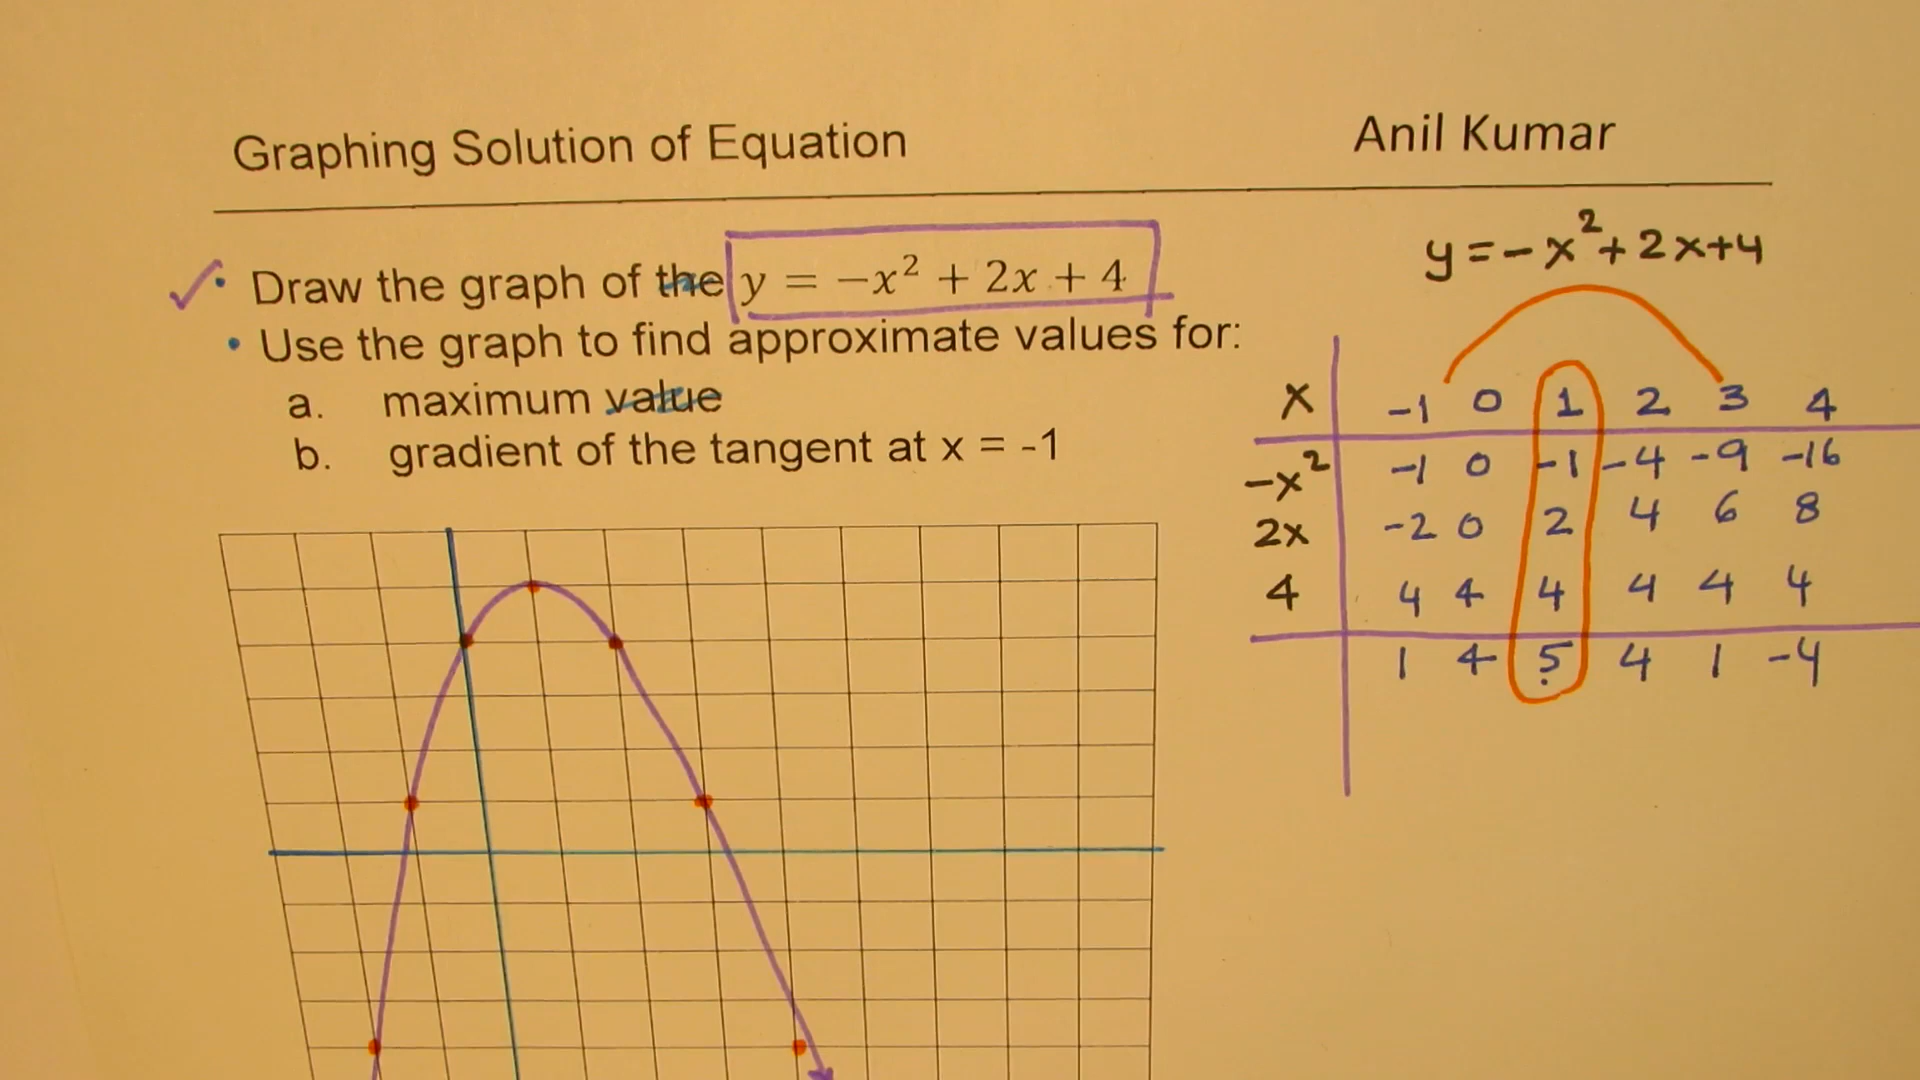 Graphing Solution of Equation
Anil Kumar
• Draw the graph of the y = −x² + 2x + 4
• Use the graph to find approximate values for:
a. maximum value
b. gradient of the tangent at x = -1
y = -x² + 2x + 4
x -1 0 1 2 3 4
-x² -1 0 -1 -4 -9 -16
2x -2 0 2 4 6 8
4 4 4 4 4 4 4
1 4 5 4 1 -4